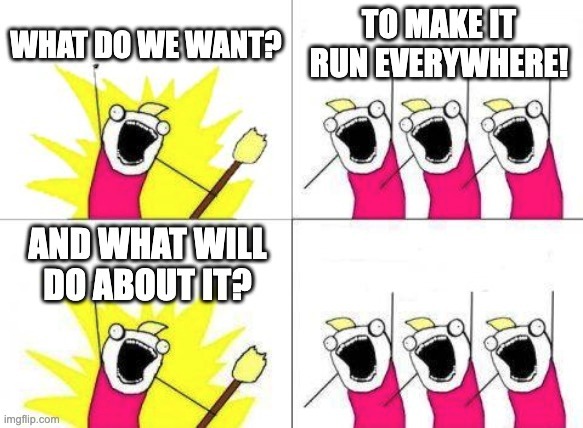 WHAT DO WE WANT?
TO MAKE IT
RUN EVERYWHERE!
AND WHAT WILL
DO ABOUT IT?
imgflip.com